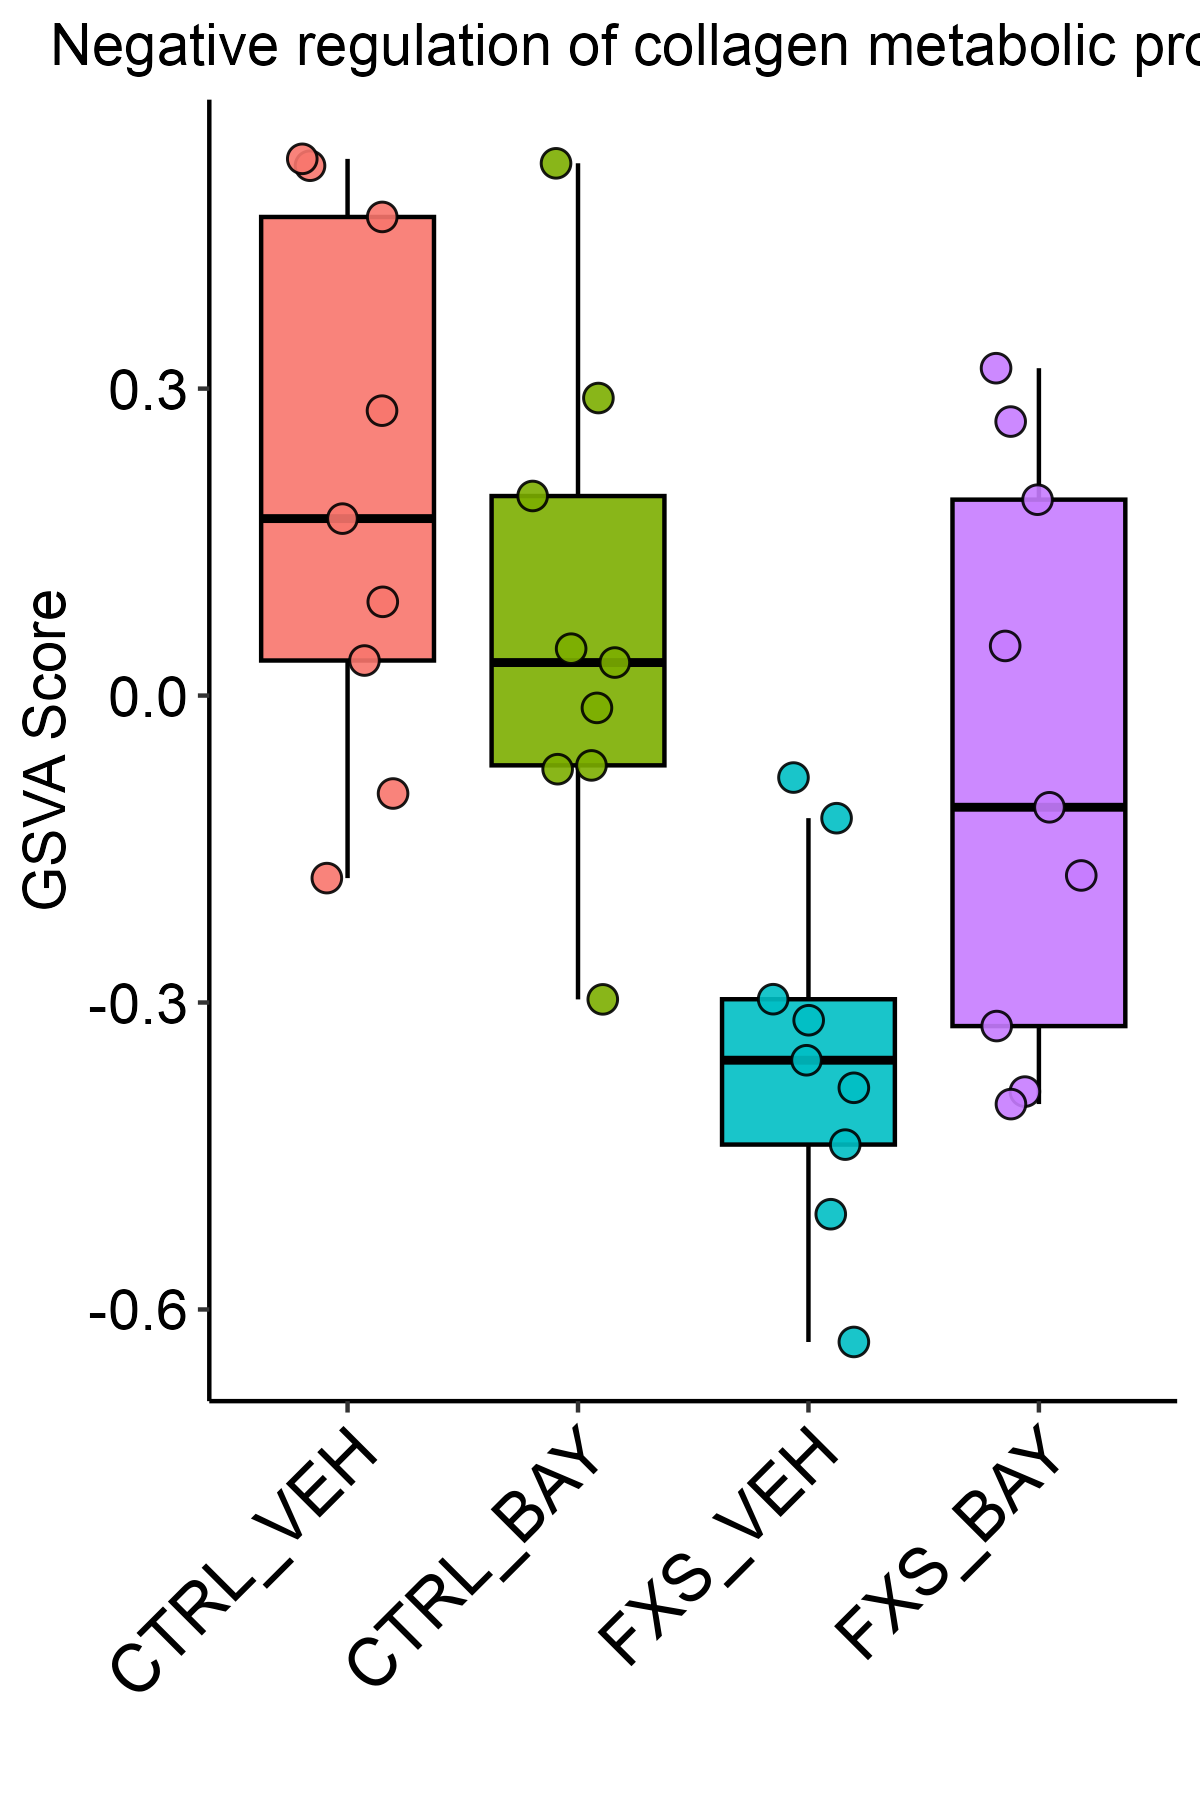 Negative regulation of collagen metabolic pro
GSVA Score
0.3
0.0
-0.3
-0.6
CTRL_VEH
CTRL_BAY
FXS_VEH
FXS_BAY